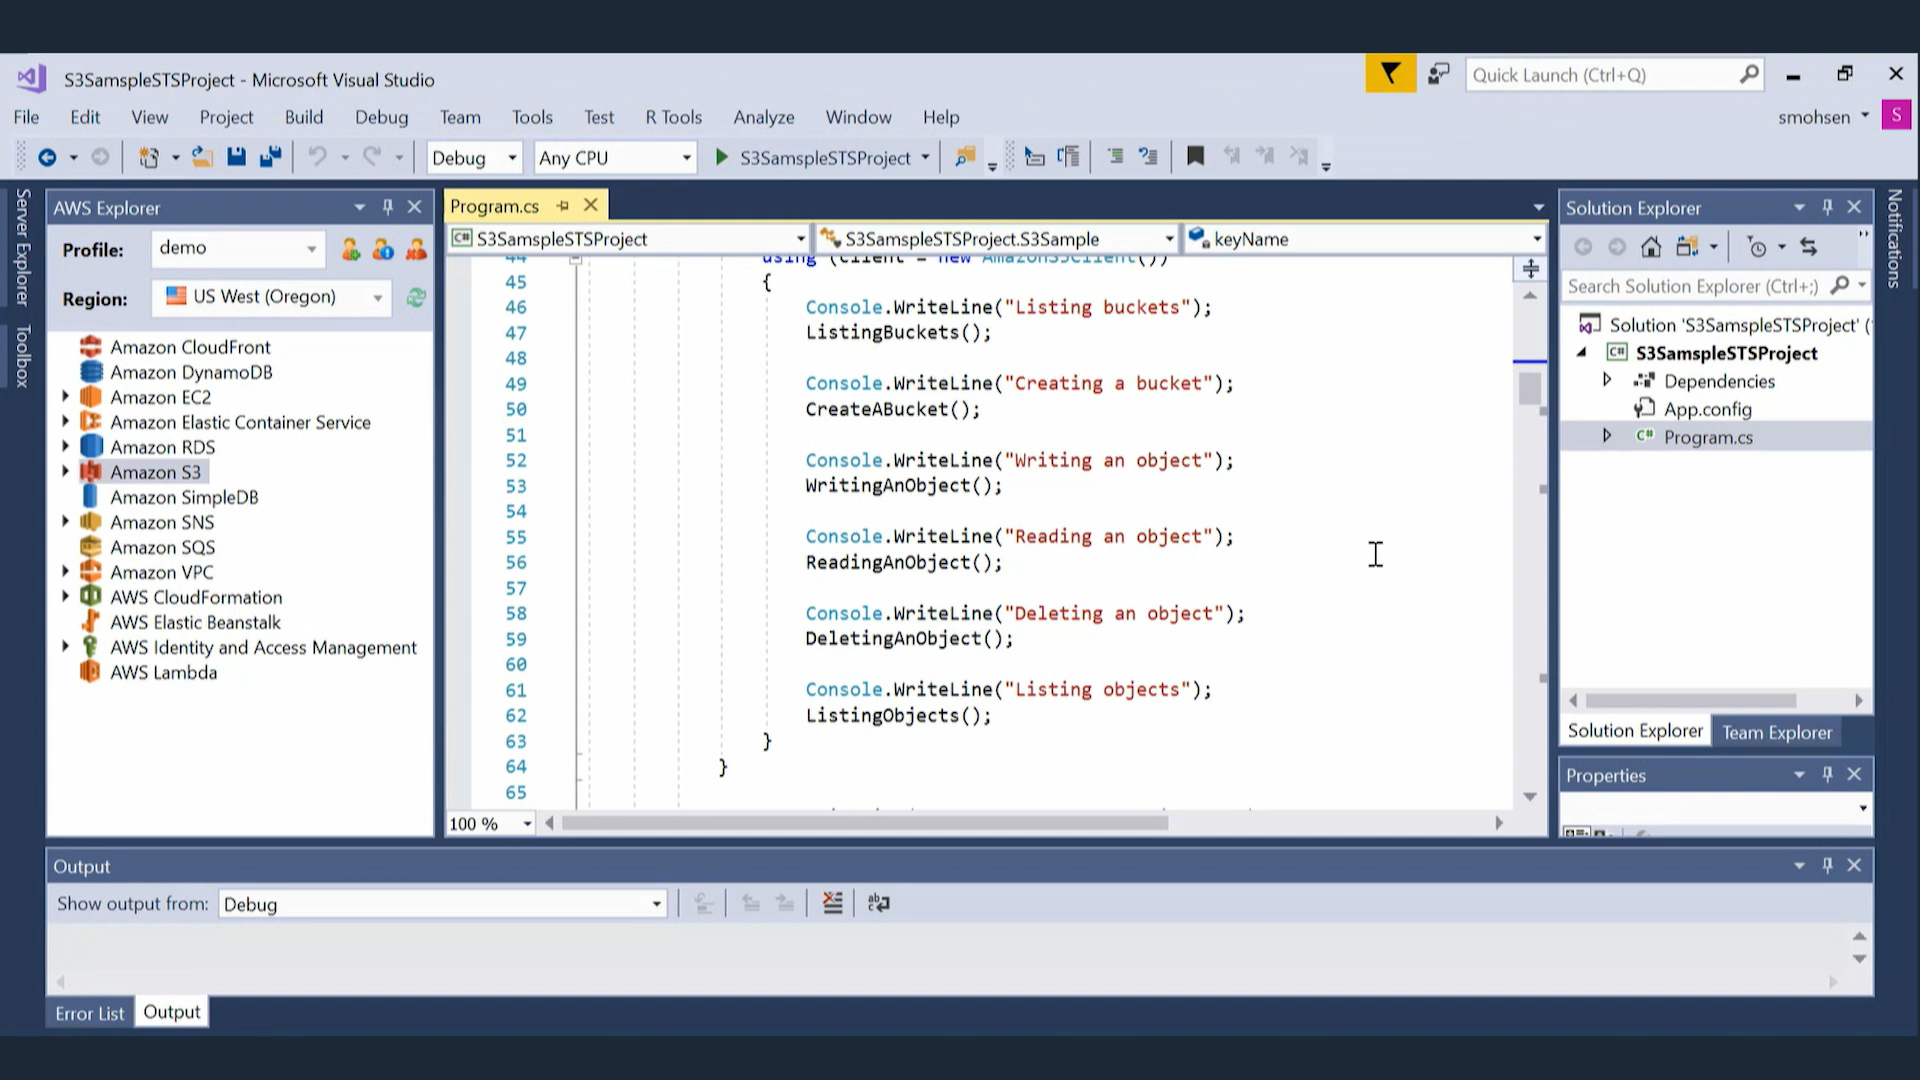 S3SamspleSTSProject - Microsoft Visual Studio
Quick Launch (Ctrl+Q)
File Edit View Project Build Debug Team Tools Test R Tools Analyze Window Help
smohsen
S
Debug
Any CPU
S3SamspleSTSProject
Server Explorer
Toolbox
AWS Explorer
Profile: demo
Region: US West (Oregon)
Amazon CloudFront
Amazon DynamoDB
Amazon EC2
Amazon Elastic Container Service
Amazon RDS
Amazon S3
Amazon SimpleDB
Amazon SNS
Amazon SQS
Amazon VPC
AWS CloudFormation
AWS Elastic Beanstalk
AWS Identity and Access Management
AWS Lambda
Program.cs
C# S3SamspleSTSProject
S3SamspleSTSProject.S3Sample
keyName
44 using (client = new AmazonS3Client())
45 {
46 Console.WriteLine("Listing buckets");
47 ListingBuckets();
48
49 Console.WriteLine("Creating a bucket");
50 CreateABucket();
51
52 Console.WriteLine("Writing an object");
53 WritingAnObject();
54
55 Console.WriteLine("Reading an object");
56 ReadingAnObject();
57
58 Console.WriteLine("Deleting an object");
59 DeletingAnObject();
60
61 Console.WriteLine("Listing objects");
62 ListingObjects();
63 }
64 }
65
100 %
Solution Explorer
Search Solution Explorer (Ctrl+;)
Solution 'S3SamspleSTSProject' (
C# S3SamspleSTSProject
Dependencies
App.config
C# Program.cs
Solution Explorer
Team Explorer
Properties
Notifications
Output
Show output from: Debug
Error List
Output